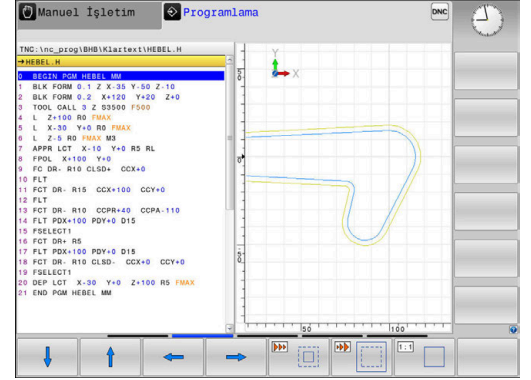 Manuel İşletim
Programlama
DNC
TNC:\nc_prog\BHB\Klartext\HEBEL.H
→HEBEL.H
0 BEGIN PGM HEBEL MM
1 BLK FORM 0.1 Z X-35 Y-50 Z-10
2 BLK FORM 0.2 X+120 Y+20 Z+0
3 TOOL CALL 3 Z S3500 F500
4 L Z+100 R0 FMAX
5 L X-30 Y+0 R0 FMAX
6 L Z-5 R0 FMAX M3
7 APPR LCT X-10 Y+0 R5 RL
8 FPOL X+100 Y+0
9 FC DR- R10 CLSD+ CCX+0
10 FLT
11 FCT DR- R15 CCX+100 CCY+0
12 FLT
13 FCT DR- R10 CCPR+40 CCPA-110
14 FLT PDX+100 PDY+0 D15
15 FSELECT1
16 FCT DR+ R5
17 FLT PDX+100 PDY+0 D15
18 FCT DR- R10 CLSD- CCX+0 CCY+0
19 FSELECT1
20 DEP LCT X-30 Y+0 Z+100 R5 FMAX
21 END PGM HEBEL MM
Y
X
50
0
-50
50
100
1:1